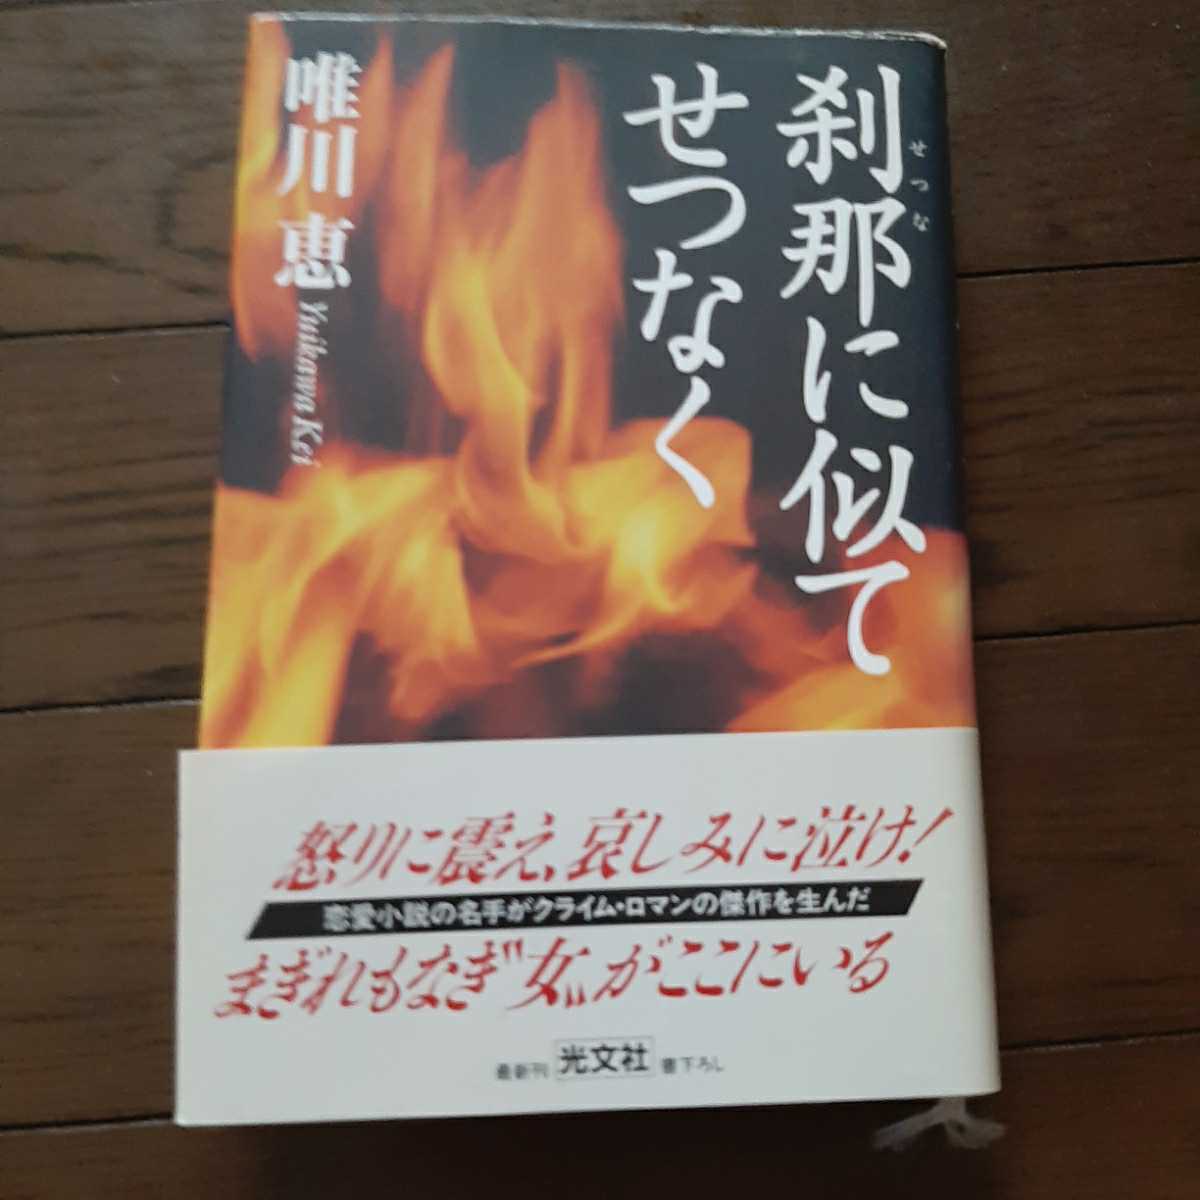 刹那に似て
せつな
せつなく
唯川 恵
Yuikawa Kei
怒りに震え、哀しみに泣け!
恋愛小説の名手がクライム・ロマンの傑作を生んだ
まぎれもなき〝女〟がここにいる
最新刊 光文社 書下ろし